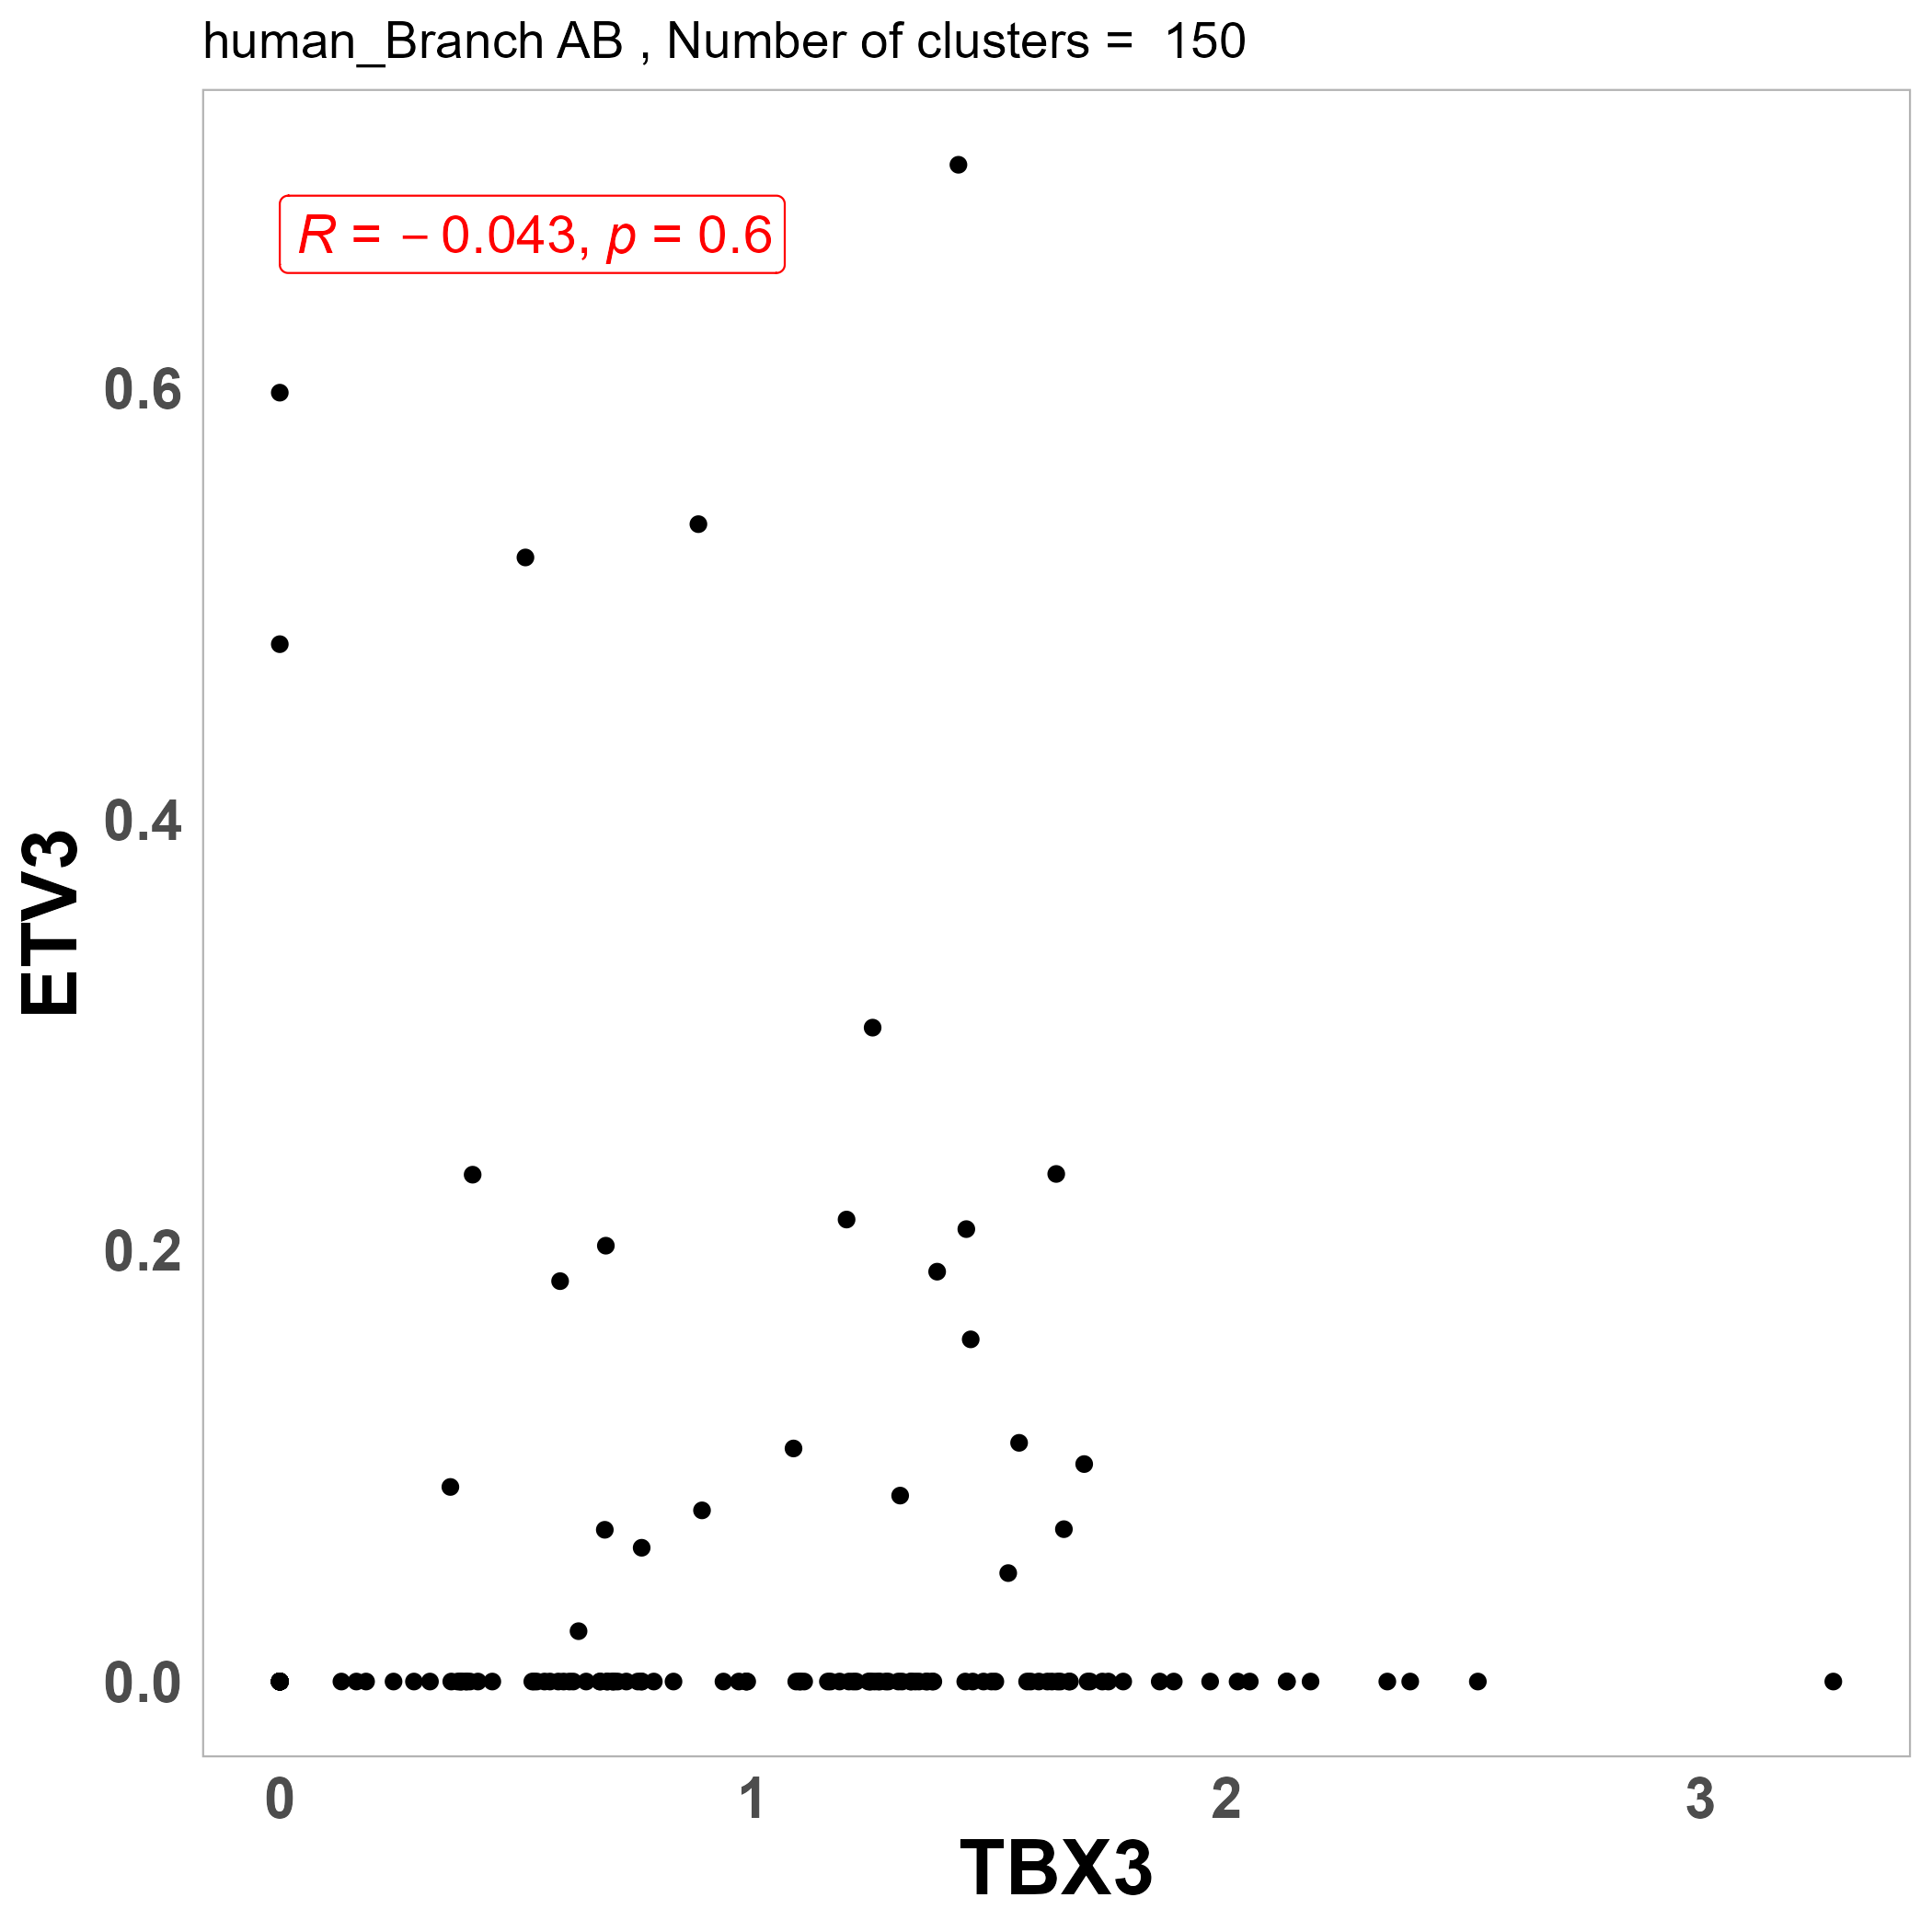 human_Branch AB , Number of clusters =  150
R = − 0.043, p = 0.6
0.6
0.4
0.2
0.0
ETV3
0 1 2 3
TBX3